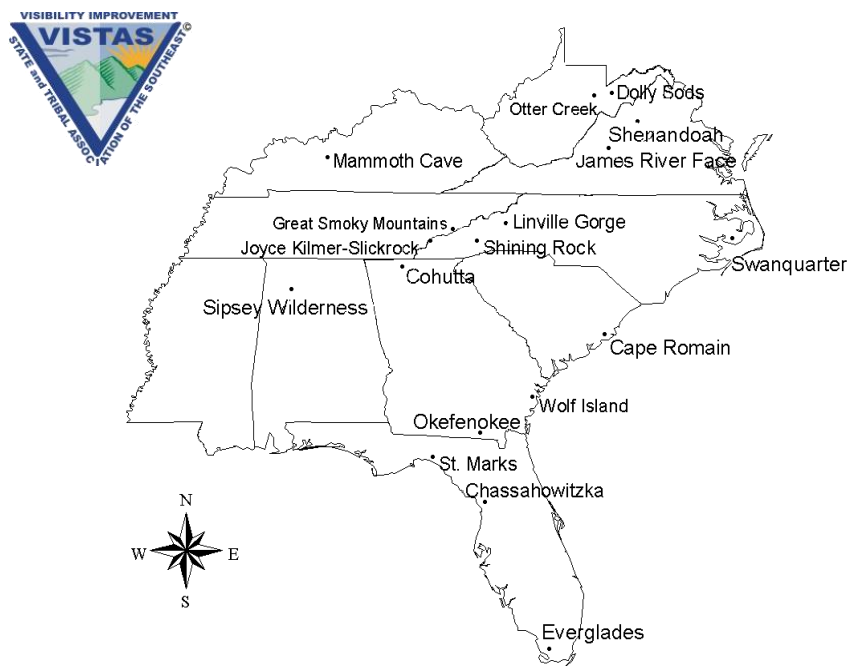 VISIBILITY IMPROVEMENT
VISTAS
STATE and TRIBAL ASSOCIATION OF THE SOUTHEAST©
Dolly Sods
Otter Creek
Shenandoah
Mammoth Cave
James River Face
Great Smoky Mountains
Linville Gorge
Joyce Kilmer-Slickrock
Shining Rock
Swanquarter
Cohutta
Sipsey Wilderness
Cape Romain
Wolf Island
Okefenokee
St. Marks
Chassahowitzka
N
W
E
S
Everglades